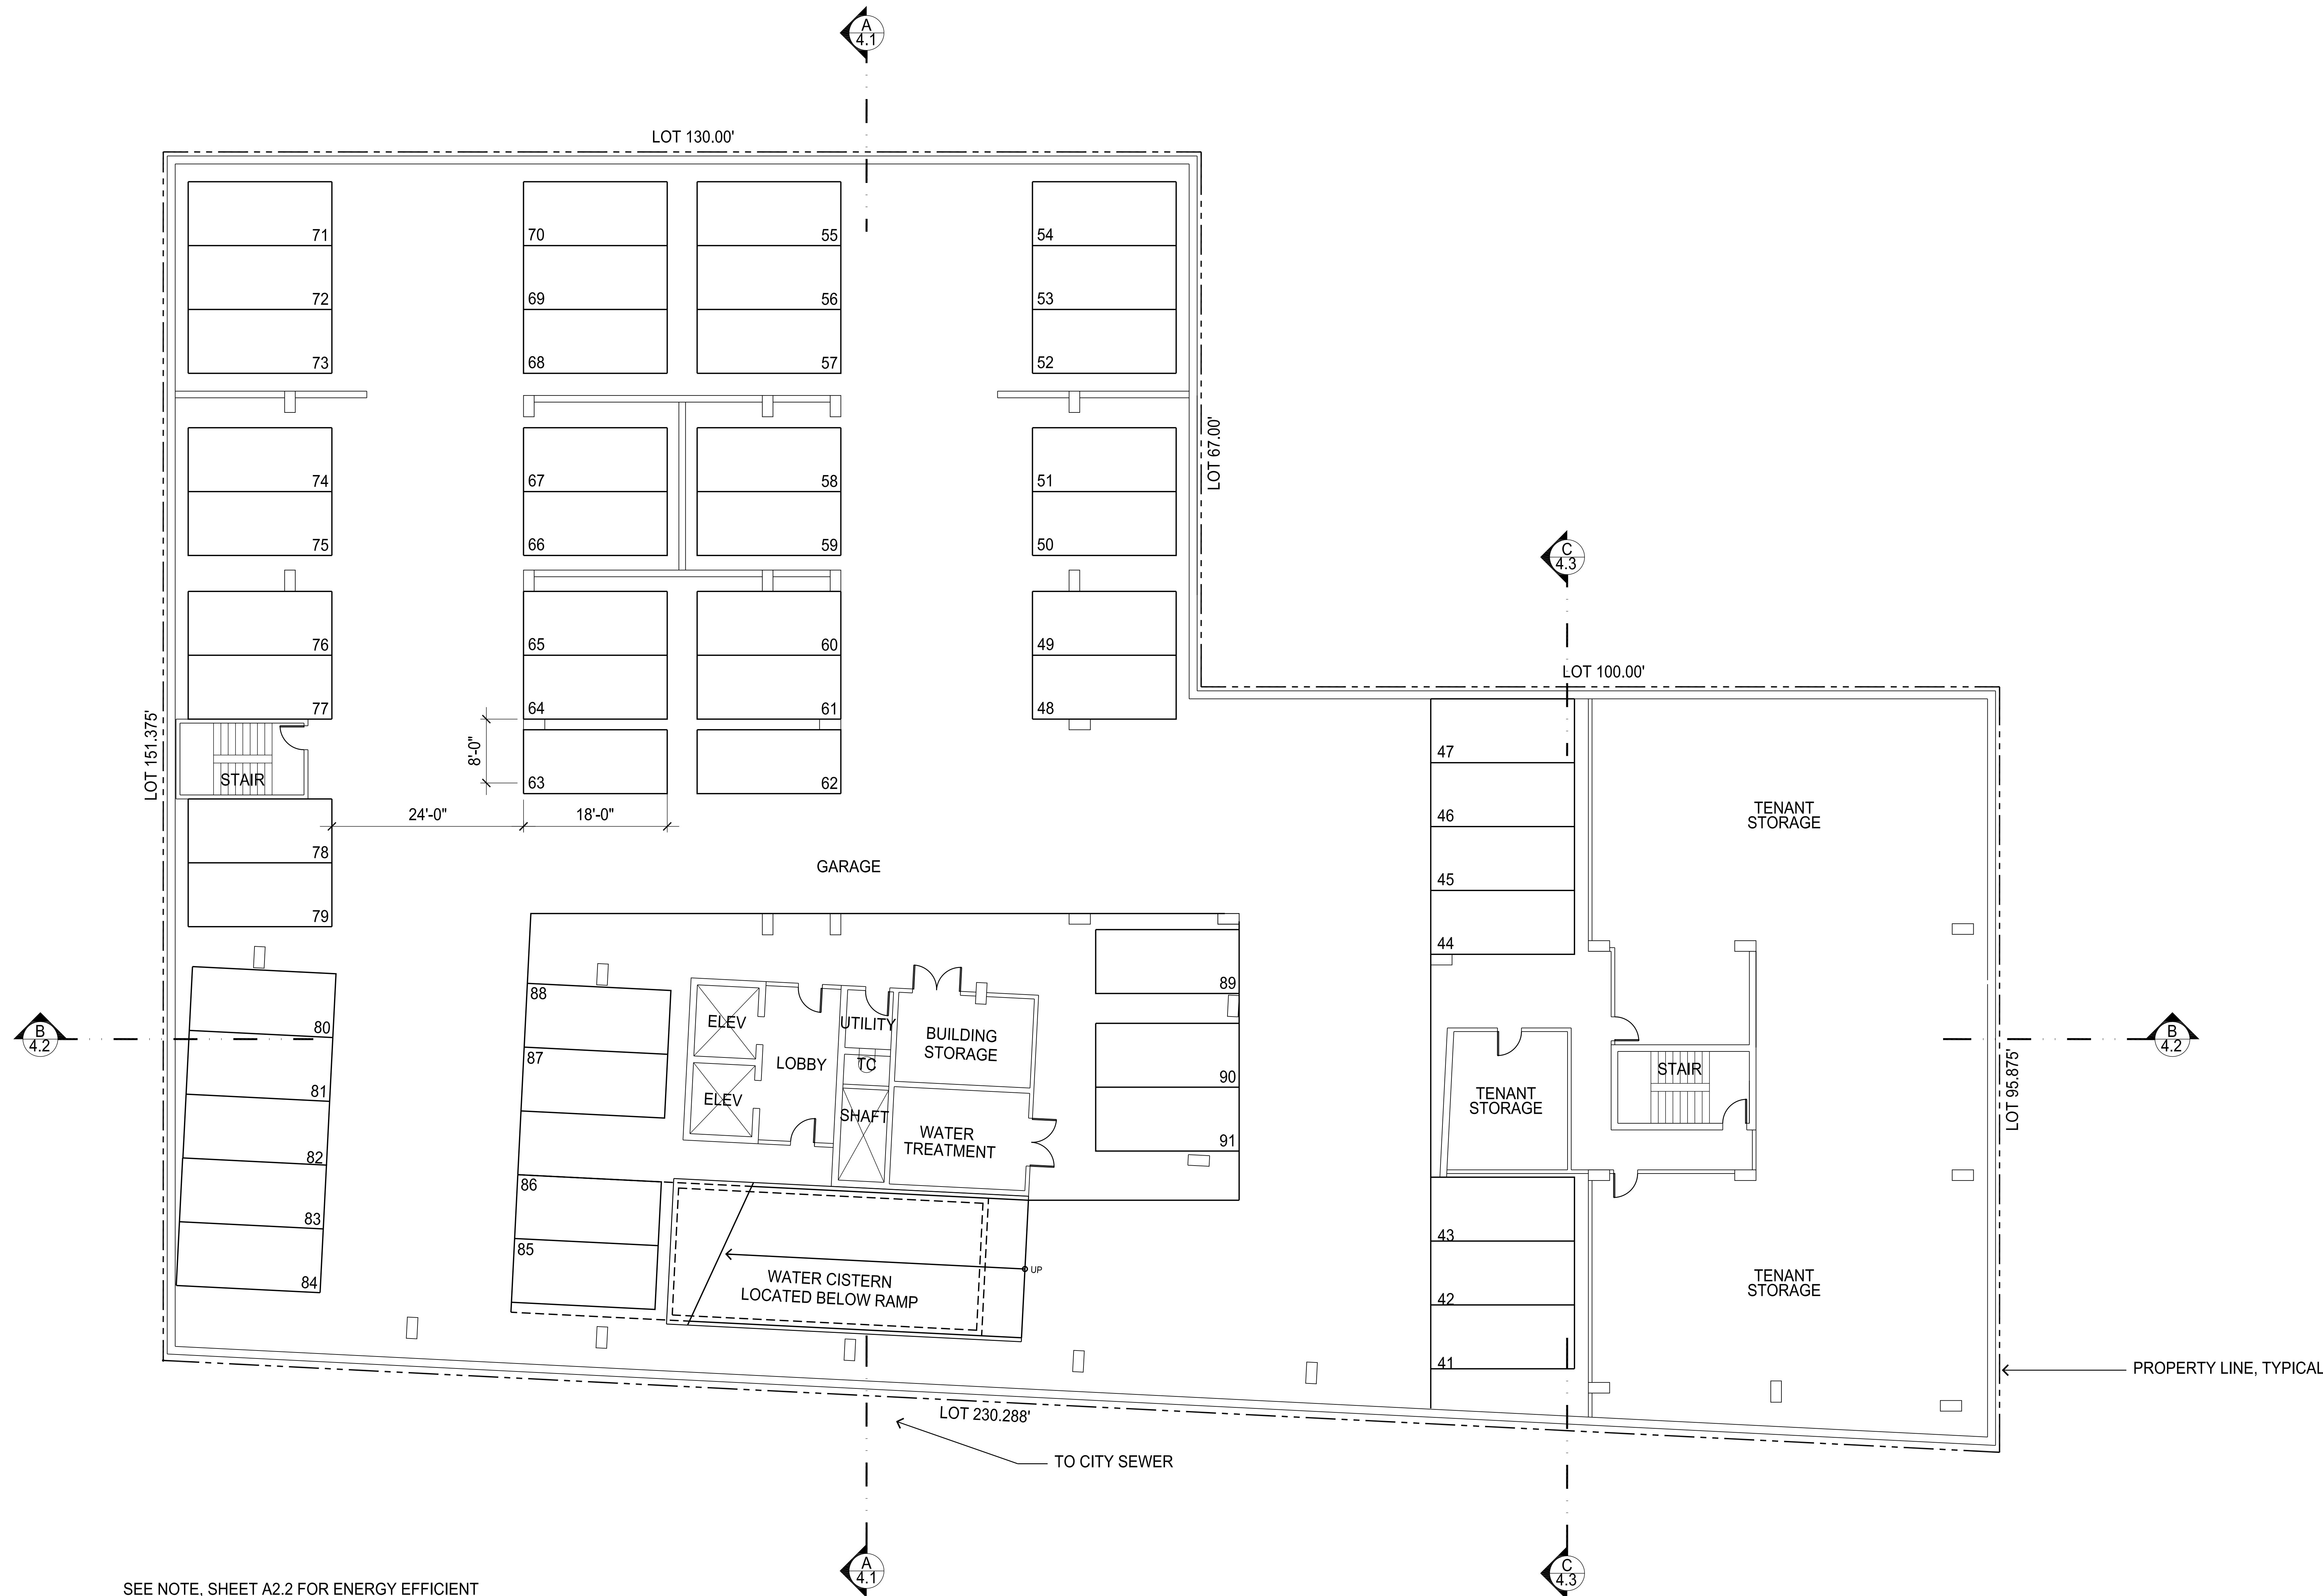 A
4.1
LOT 130.00'
71
70
55
54
72
69
56
53
73
68
57
52
LOT 67.00'
74
67
58
51
75
66
59
50
C
4.3
76
65
60
49
LOT 100.00'
77
64
61
48
LOT 151.375'
8'-0"
STAIR
63
62
47
24'-0"
18'-0"
46
TENANT
STORAGE
78
GARAGE
45
79
44
88
89
80
ELEV
UTILITY
BUILDING
STORAGE
B
4.2
B
4.2
87
LOBBY
TC
90
STAIR
LOT 95.875'
81
ELEV
SHAFT
TENANT
STORAGE
82
WATER
TREATMENT
91
86
83
43
85
UP
84
WATER CISTERN
LOCATED BELOW RAMP
42
TENANT
STORAGE
41
PROPERTY LINE, TYPICAL
LOT 230.288'
TO CITY SEWER
A
4.1
C
4.3
SEE NOTE, SHEET A2.2 FOR ENERGY EFFICIENT